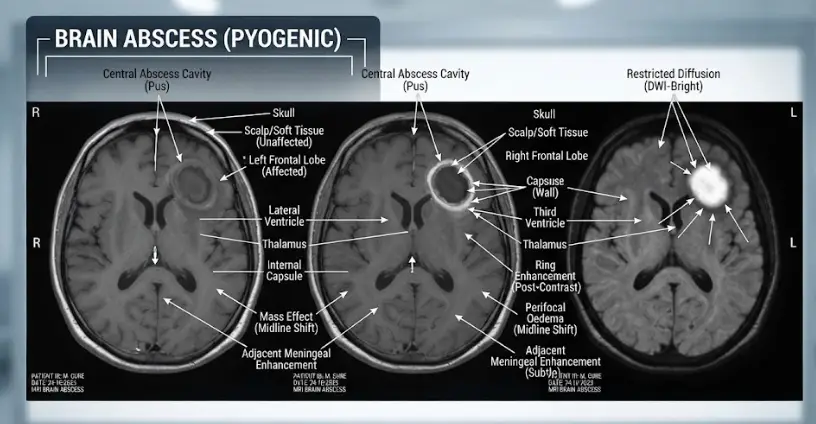 BRAIN ABSCESS (PYOGENIC)
Central Abscess Cavity
(Pus)
Central Abscess Cavity
(Pus)
Restricted Diffusion
(DWI-Bright)
R
L
Skull
Scalp/Soft Tissue
(Unaffected)
* Left Frontal Lobe
(Affected)
Lateral
Ventricle
Thalamus
Internal
Capsule
Mass Effect
(Midline Shift)
Adjacent Meningeal
Enhancement
Skull
Scalp/Soft Tissue
Right Frontal Lobe
Capsuse
(Wall)
Third
Ventricle
Thalamus
Ring
Enhancement
(Post-Contrast)
Perifocal
Oedema
(Midline Shift)
Adjacent
Meningeal Enhancement
(Subtle)
R
L
MRI BRAIN ABSCESS
MRI BRAIN ABSCESS
MRI BRAIN ABSCESS